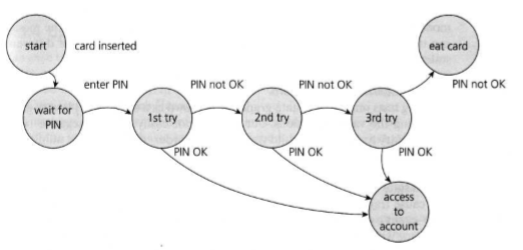 start
card inserted
eat card
enter PIN
PIN not OK
PIN not OK
PIN not OK
wait for
PIN
1st try
2nd try
3rd try
PIN OK
PIN OK
PIN OK
access
to
account